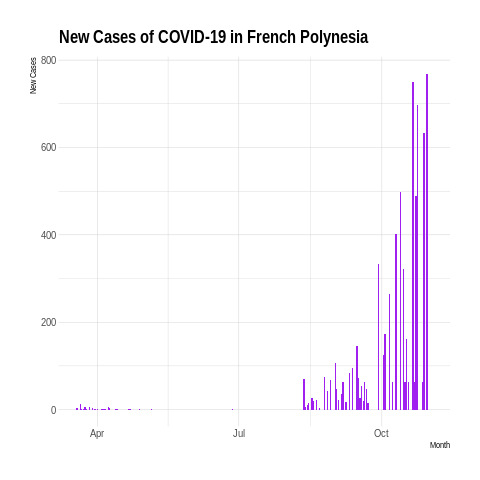 New Cases of COVID-19 in French Polynesia
New Cases
800
600
400
200
0
Apr
Jul
Oct
Month